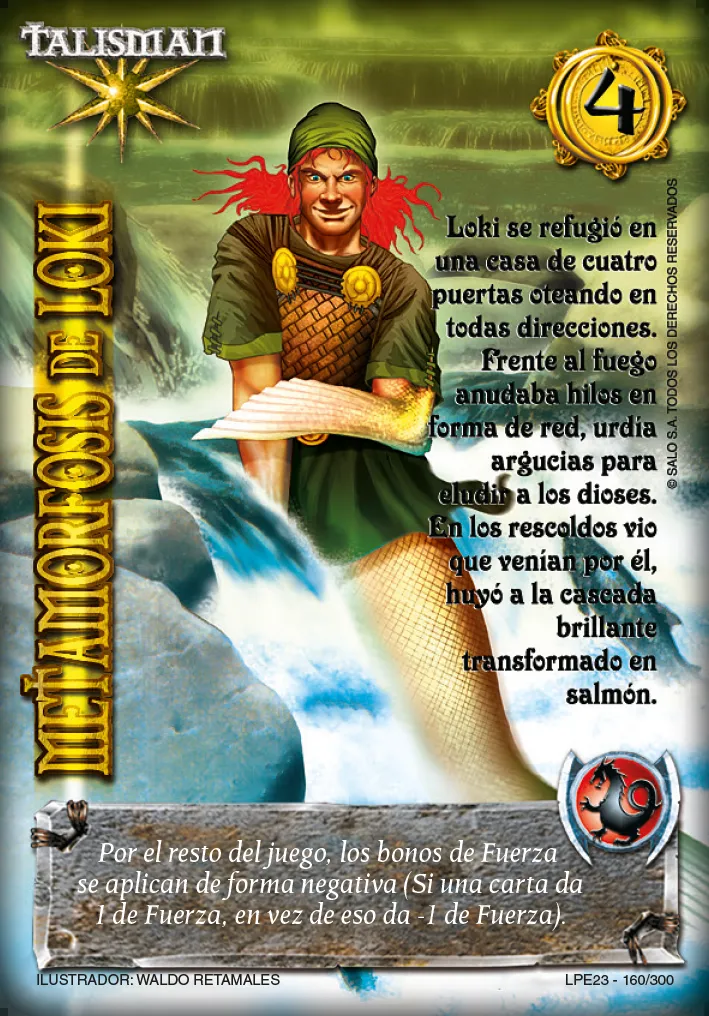 TALISMAN
4
METAMORFOSIS DE LOKI
Loki se refugió en
una casa de cuatro
puertas oteando en
todas direcciones.
Frente al fuego
anudaba hilos en
forma de red, urdía
argucias para
eludir a los dioses.
En los rescoldos vio
que venían por él,
huyó a la cascada
brillante
transformado en
salmón.
© SALO S.A. TODOS LOS DERECHOS RESERVADOS
Por el resto del juego, los bonos de Fuerza
se aplican de forma negativa (Si una carta da
1 de Fuerza, en vez de eso da -1 de Fuerza).
ILUSTRADOR: WALDO RETAMALES
LPE23 - 160/300